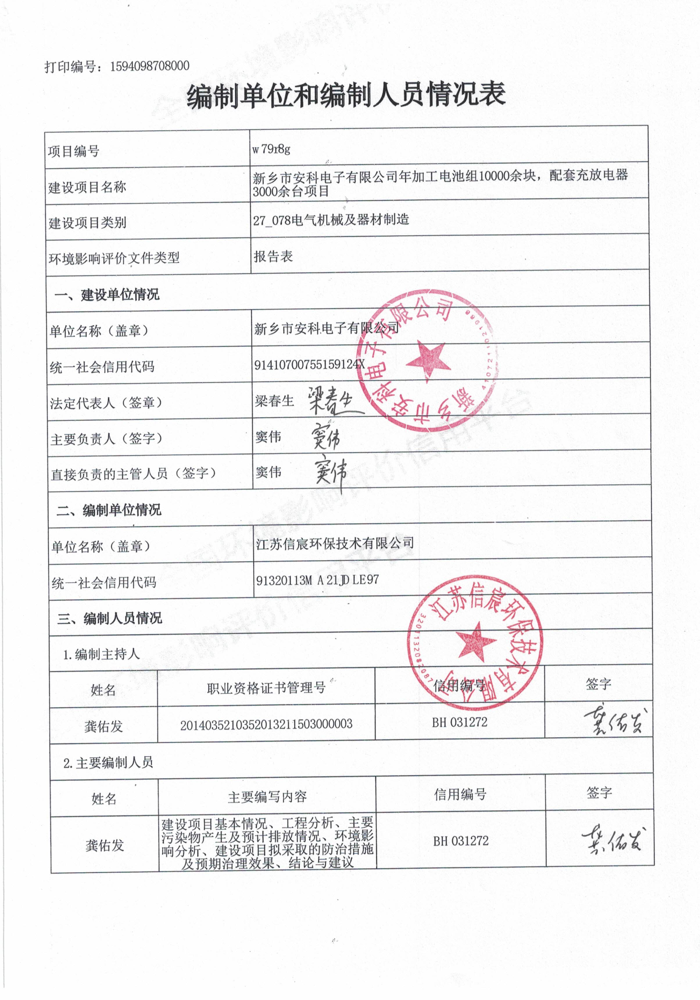 打印编号：1594098708000
编制单位和编制人员情况表
项目编号 w79r8g
建设项目名称 新乡市安科电子有限公司年加工电池组10000余块，配套充放电器
3000余台项目
建设项目类别 27_078电气机械及器材制造
环境影响评价文件类型 报告表
一、建设单位情况
单位名称（盖章） 新乡市安科电子有限公司
统一社会信用代码 91410700755159124X
法定代表人（签章） 梁春生 梁春生
主要负责人（签字） 窦伟 窦伟
直接负责的主管人员（签字） 窦伟 窦伟
新乡市安科电子有限公司
4107211021988
二、编制单位情况
单位名称（盖章） 江苏信宸环保技术有限公司
统一社会信用代码 91320113MA21JDLE97
三、编制人员情况
江苏信宸环保技术有限公司
3201132082087
1.编制主持人
姓名 职业资格证书管理号 信用编号 签字
龚佑发 2014035210352013211503000003 BH031272 龚佑发
2.主要编制人员
姓名 主要编写内容 信用编号 签字
龚佑发 建设项目基本情况、工程分析、主要
污染物产生及预计排放情况、环境影
响分析、建设项目拟采取的防治措施
及预期治理效果、结论与建议 BH031272 龚佑发